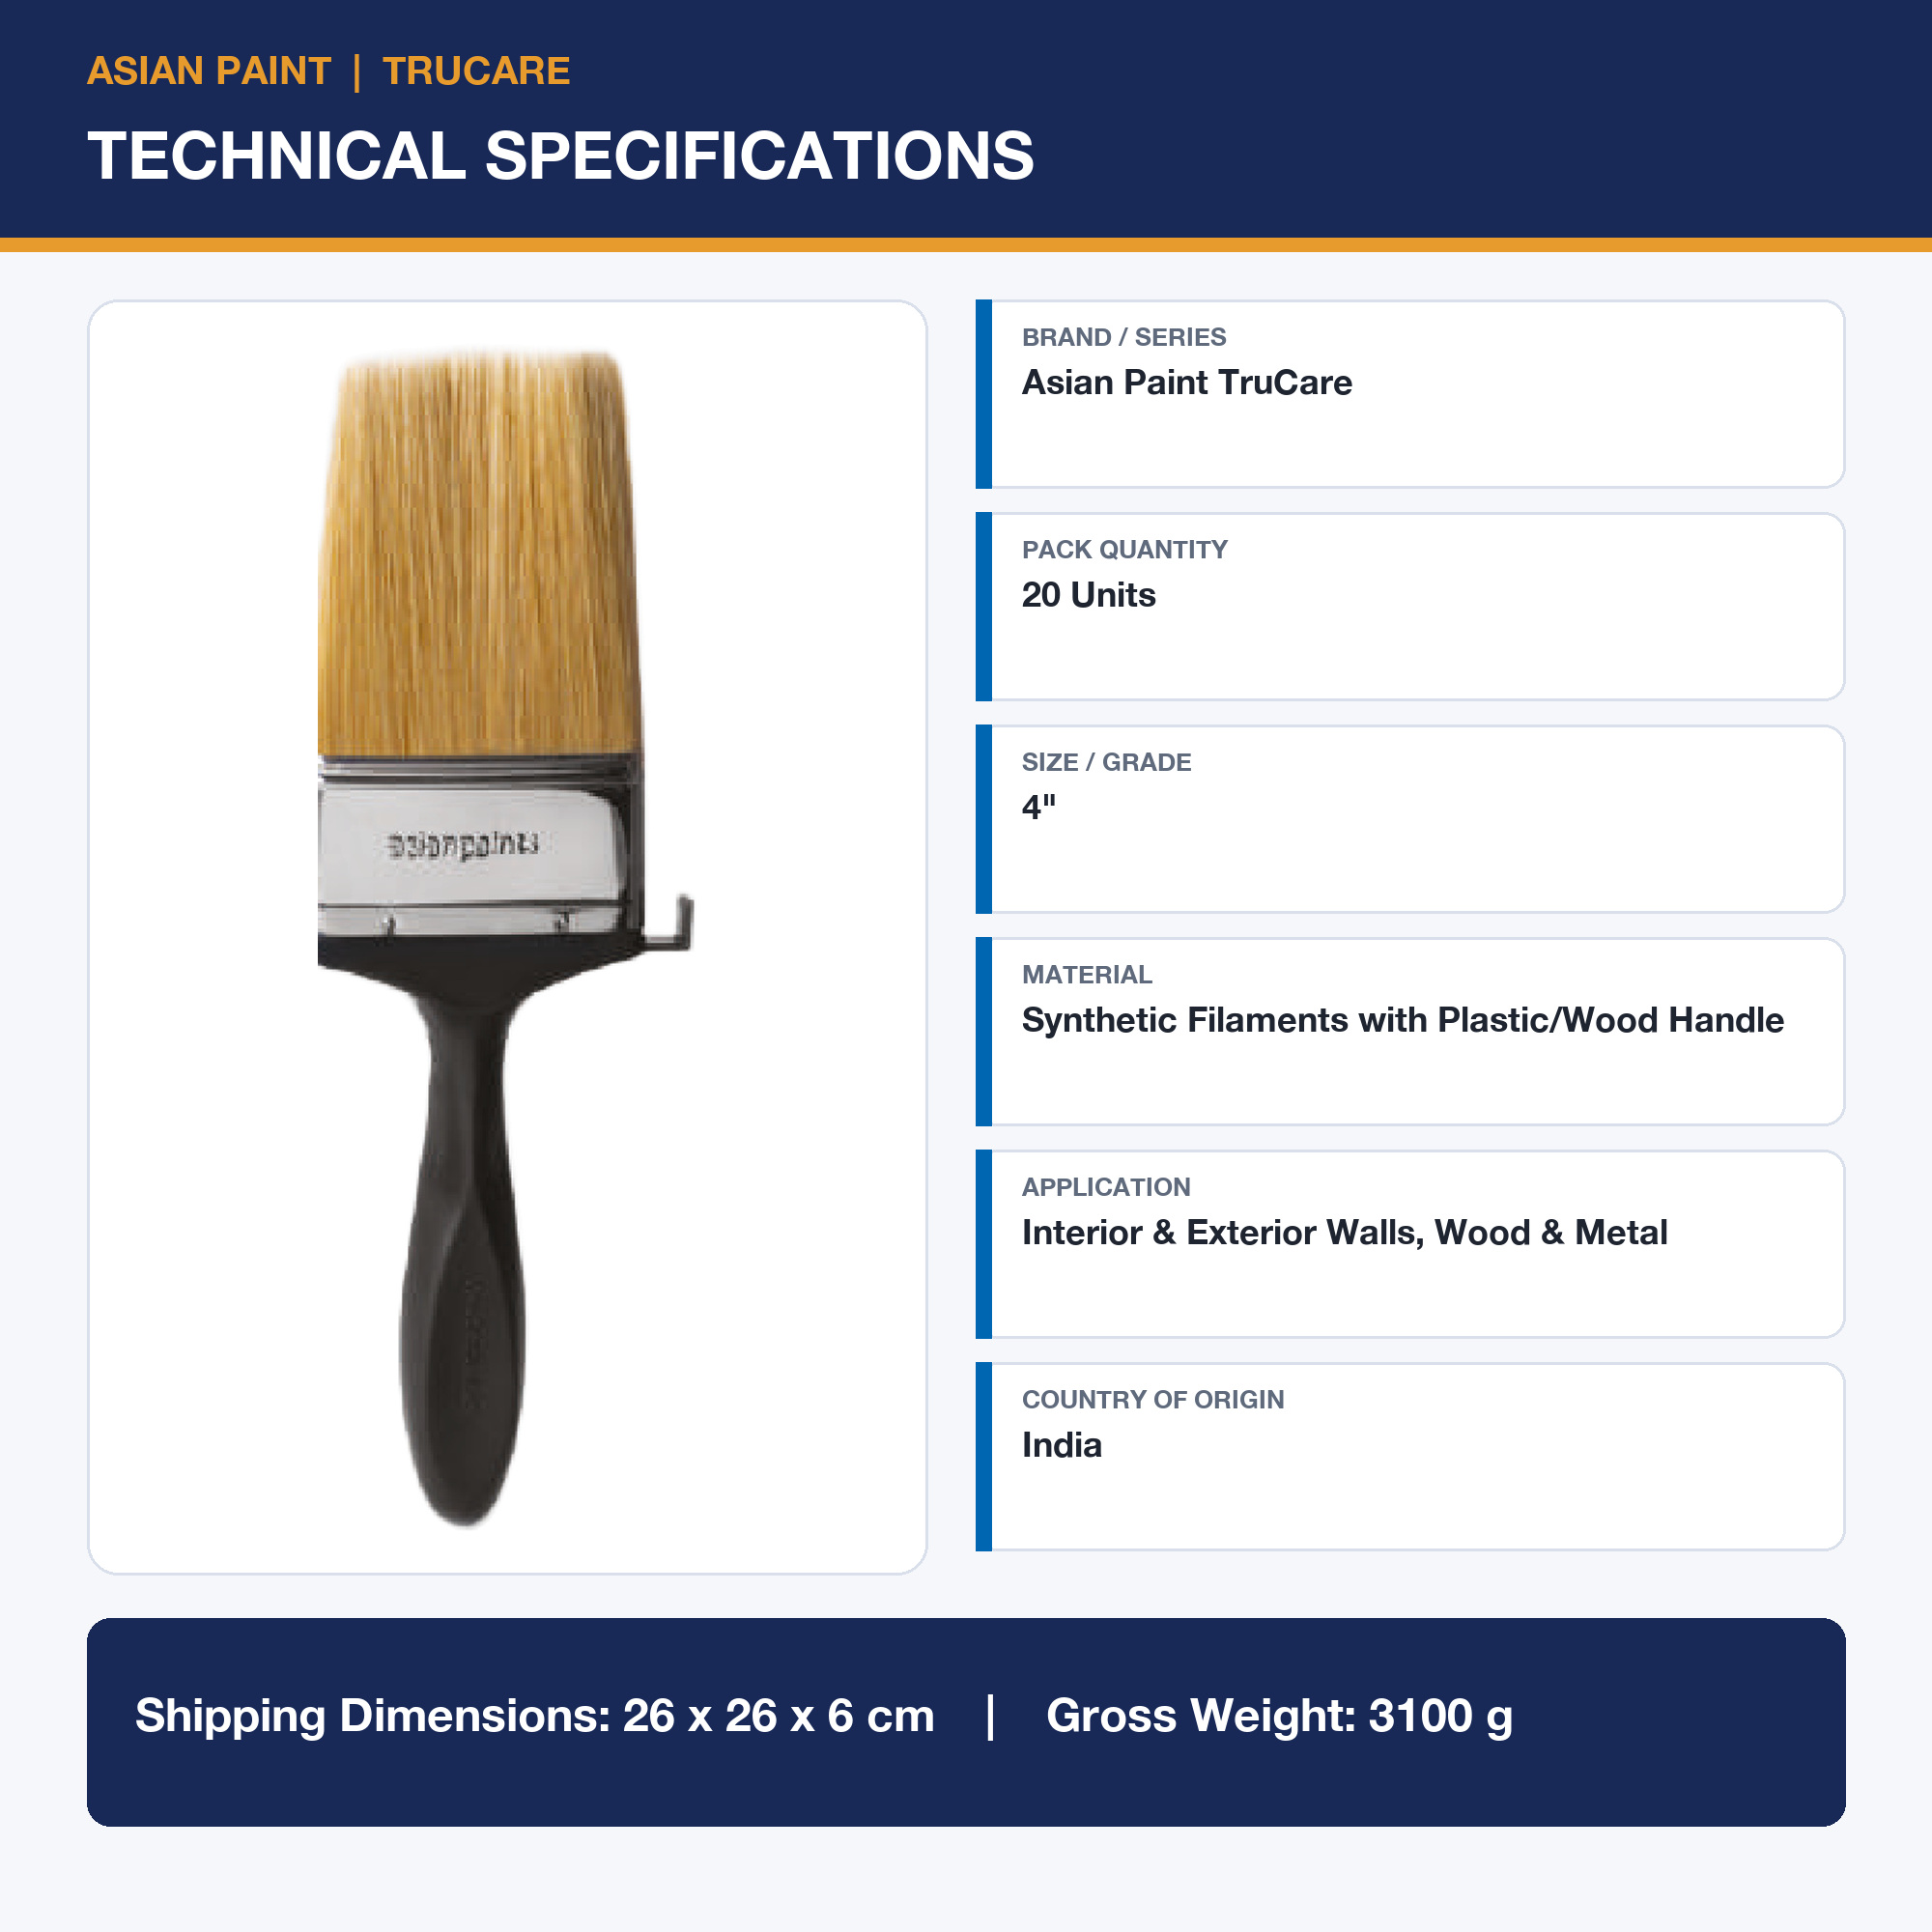 ASIAN PAINT | TRUCARE
TECHNICAL SPECIFICATIONS
asianpaints
BRAND / SERIES
Asian Paint TruCare
PACK QUANTITY
20 Units
SIZE / GRADE
4"
MATERIAL
Synthetic Filaments with Plastic/Wood Handle
APPLICATION
Interior & Exterior Walls, Wood & Metal
COUNTRY OF ORIGIN
India
Shipping Dimensions: 26 x 26 x 6 cm | Gross Weight: 3100 g